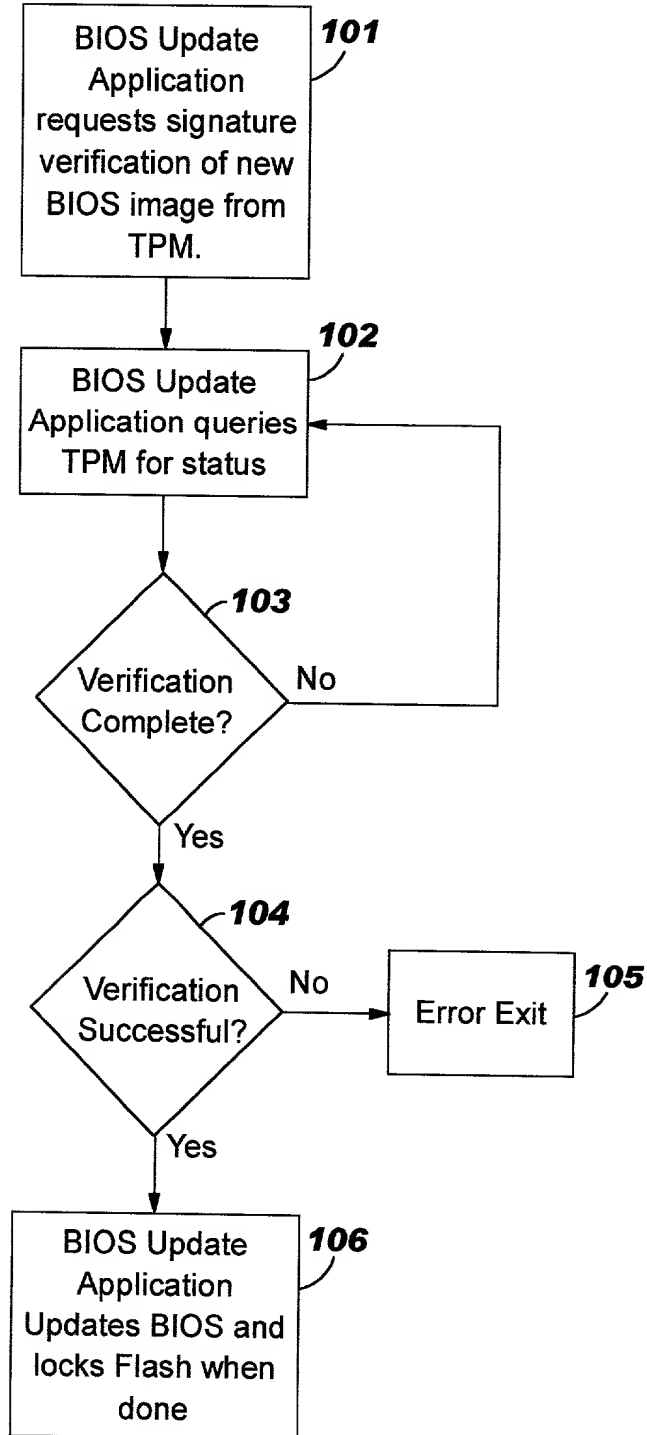 BIOS Update
Application
requests signature
verification of new
BIOS image from
TPM.
101
BIOS Update
Application queries
TPM for status
102
Verification
Complete?
103
No
Yes
Verification
Successful?
104
No
Error Exit
105
Yes
BIOS Update
Application
Updates BIOS and
locks Flash when
done
106